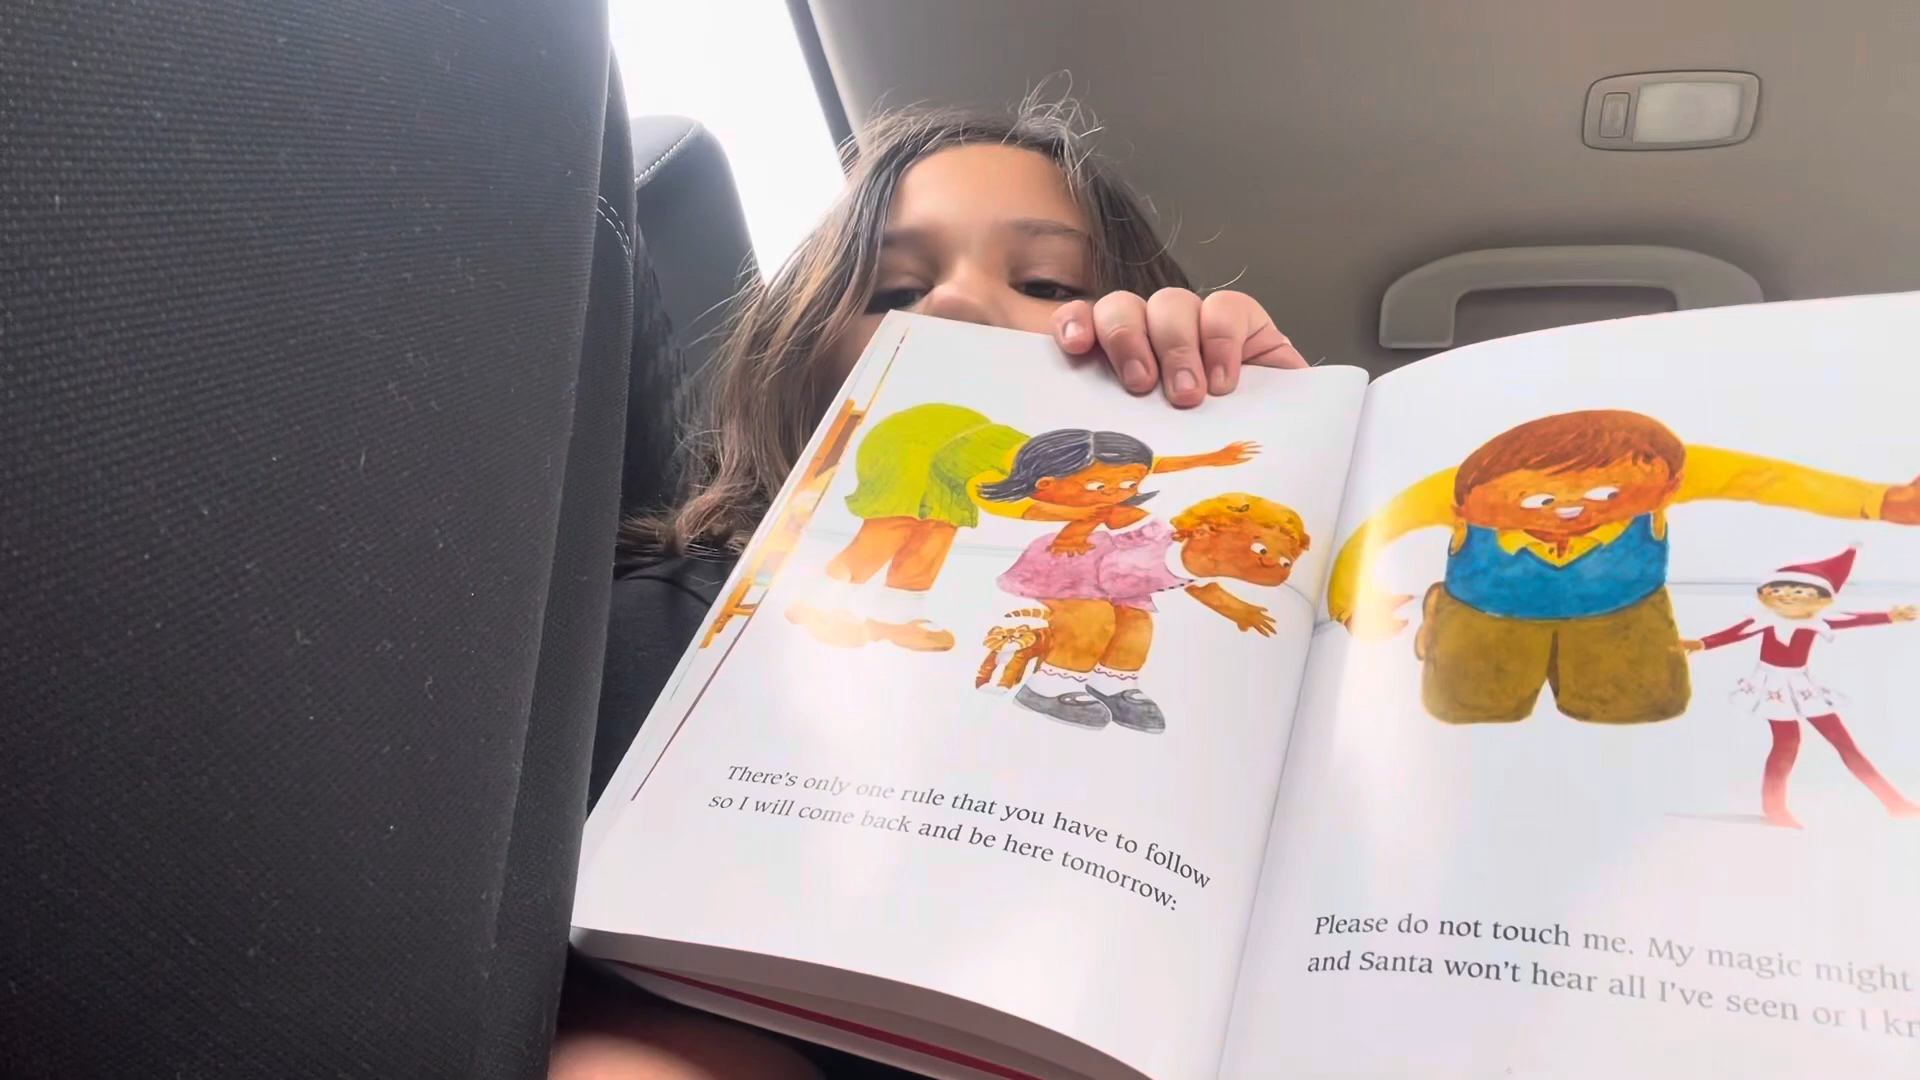 There's only one rule that you have to follow
so I will come back and be here tomorrow:
Please do not touch me. My magic might
and Santa won't hear all I've seen or I